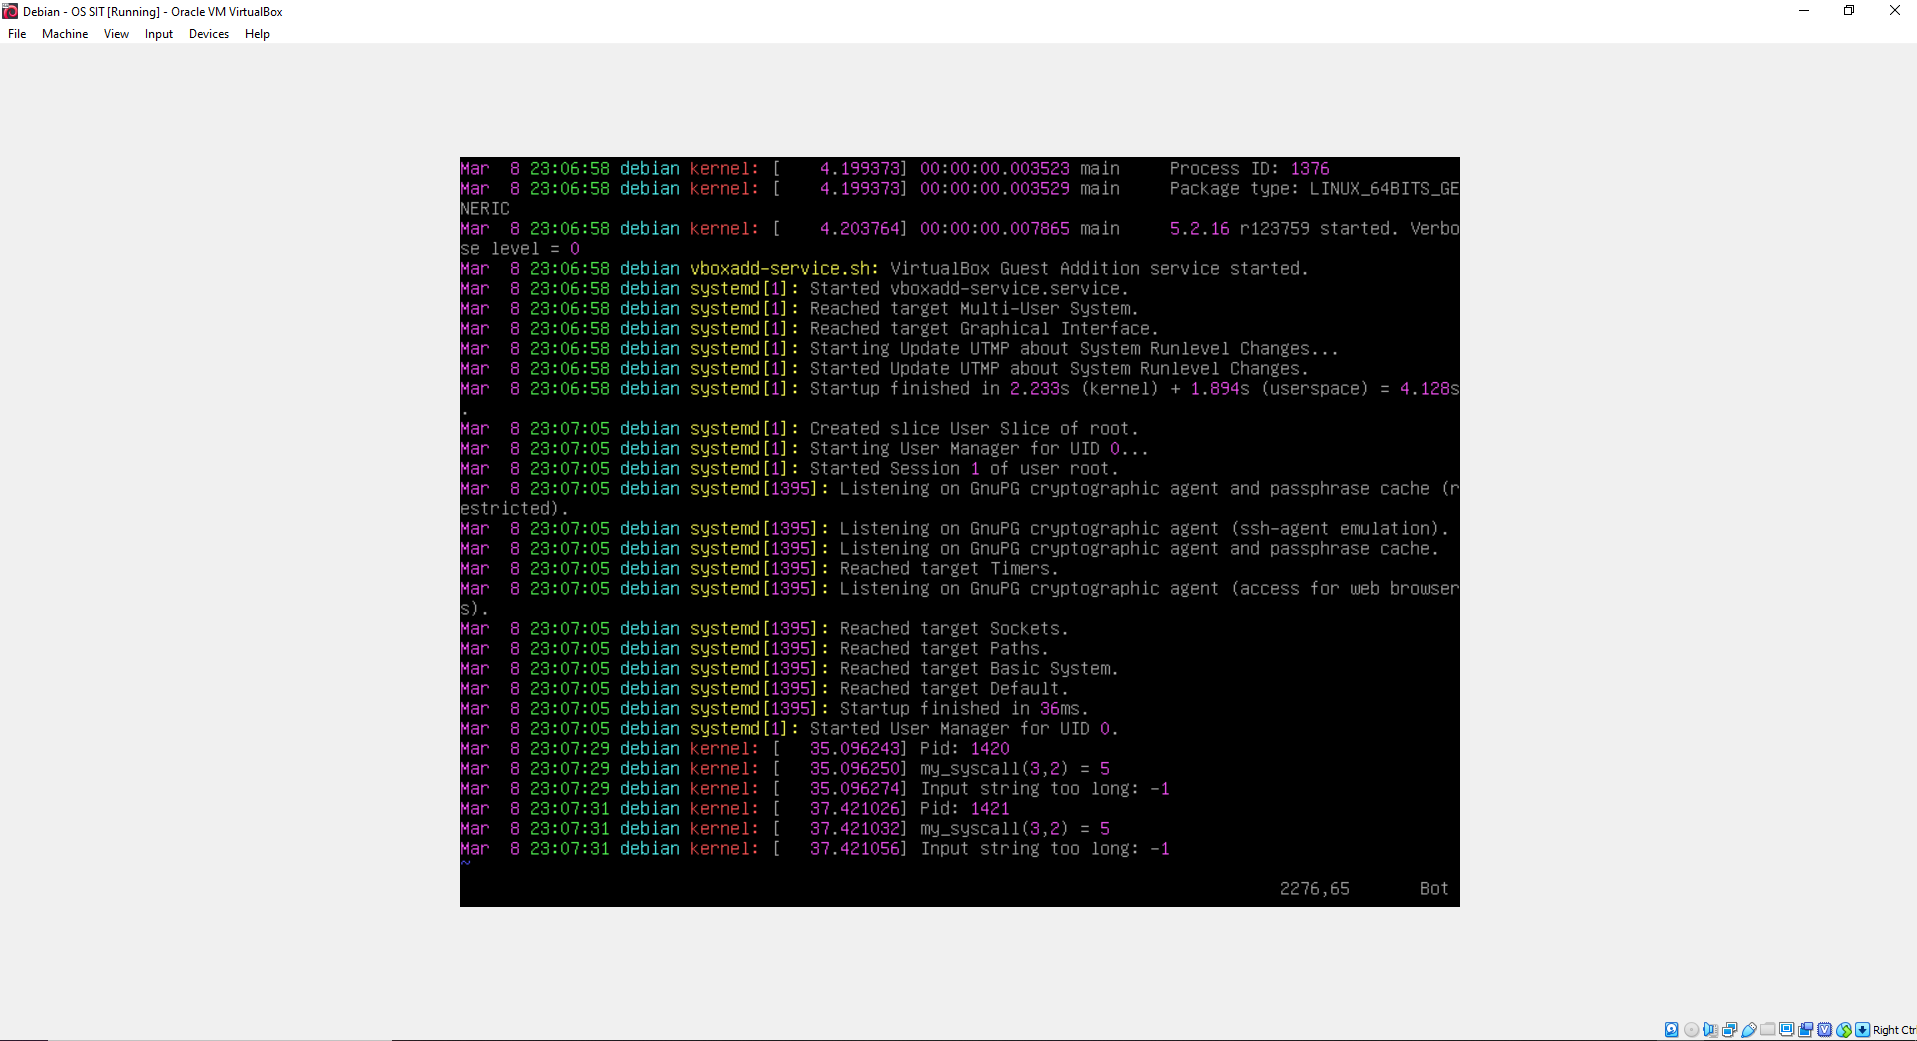 Debian - OS SIT [Running] - Oracle VM VirtualBox
File Machine View Input Devices Help
Mar  8 23:06:58 debian kernel: [    4.199373] 00:00:00.003523 main     Process ID: 1376
Mar  8 23:06:58 debian kernel: [    4.199373] 00:00:00.003529 main     Package type: LINUX_64BITS_GE
NERIC
Mar  8 23:06:58 debian kernel: [    4.203764] 00:00:00.007865 main     5.2.16 r123759 started. Verbo
se level = 0
Mar  8 23:06:58 debian vboxadd-service.sh: VirtualBox Guest Addition service started.
Mar  8 23:06:58 debian systemd[1]: Started vboxadd-service.service.
Mar  8 23:06:58 debian systemd[1]: Reached target Multi-User System.
Mar  8 23:06:58 debian systemd[1]: Reached target Graphical Interface.
Mar  8 23:06:58 debian systemd[1]: Starting Update UTMP about System Runlevel Changes...
Mar  8 23:06:58 debian systemd[1]: Started Update UTMP about System Runlevel Changes.
Mar  8 23:06:58 debian systemd[1]: Startup finished in 2.233s (kernel) + 1.894s (userspace) = 4.128s
.
Mar  8 23:07:05 debian systemd[1]: Created slice User Slice of root.
Mar  8 23:07:05 debian systemd[1]: Starting User Manager for UID 0...
Mar  8 23:07:05 debian systemd[1]: Started Session 1 of user root.
Mar  8 23:07:05 debian systemd[1395]: Listening on GnuPG cryptographic agent and passphrase cache (r
estricted).
Mar  8 23:07:05 debian systemd[1395]: Listening on GnuPG cryptographic agent (ssh-agent emulation).
Mar  8 23:07:05 debian systemd[1395]: Listening on GnuPG cryptographic agent and passphrase cache.
Mar  8 23:07:05 debian systemd[1395]: Reached target Timers.
Mar  8 23:07:05 debian systemd[1395]: Listening on GnuPG cryptographic agent (access for web browser
s).
Mar  8 23:07:05 debian systemd[1395]: Reached target Sockets.
Mar  8 23:07:05 debian systemd[1395]: Reached target Paths.
Mar  8 23:07:05 debian systemd[1395]: Reached target Basic System.
Mar  8 23:07:05 debian systemd[1395]: Reached target Default.
Mar  8 23:07:05 debian systemd[1395]: Startup finished in 36ms.
Mar  8 23:07:05 debian systemd[1]: Started User Manager for UID 0.
Mar  8 23:07:29 debian kernel: [   35.096243] Pid: 1420
Mar  8 23:07:29 debian kernel: [   35.096250] my_syscall(3,2) = 5
Mar  8 23:07:29 debian kernel: [   35.096274] Input string too long: -1
Mar  8 23:07:31 debian kernel: [   37.421026] Pid: 1421
Mar  8 23:07:31 debian kernel: [   37.421032] my_syscall(3,2) = 5
Mar  8 23:07:31 debian kernel: [   37.421056] Input string too long: -1
~
2276,65 Bot
Right Ctr